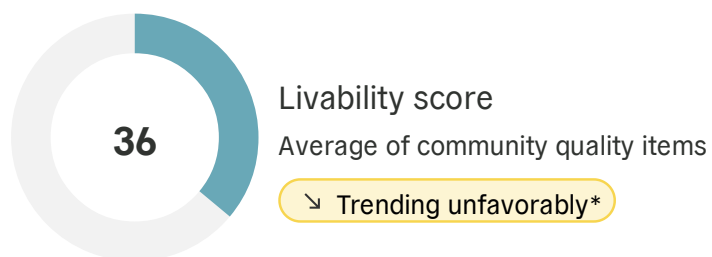 36
Livability score
Average of community quality items
↘ Trending unfavorably*